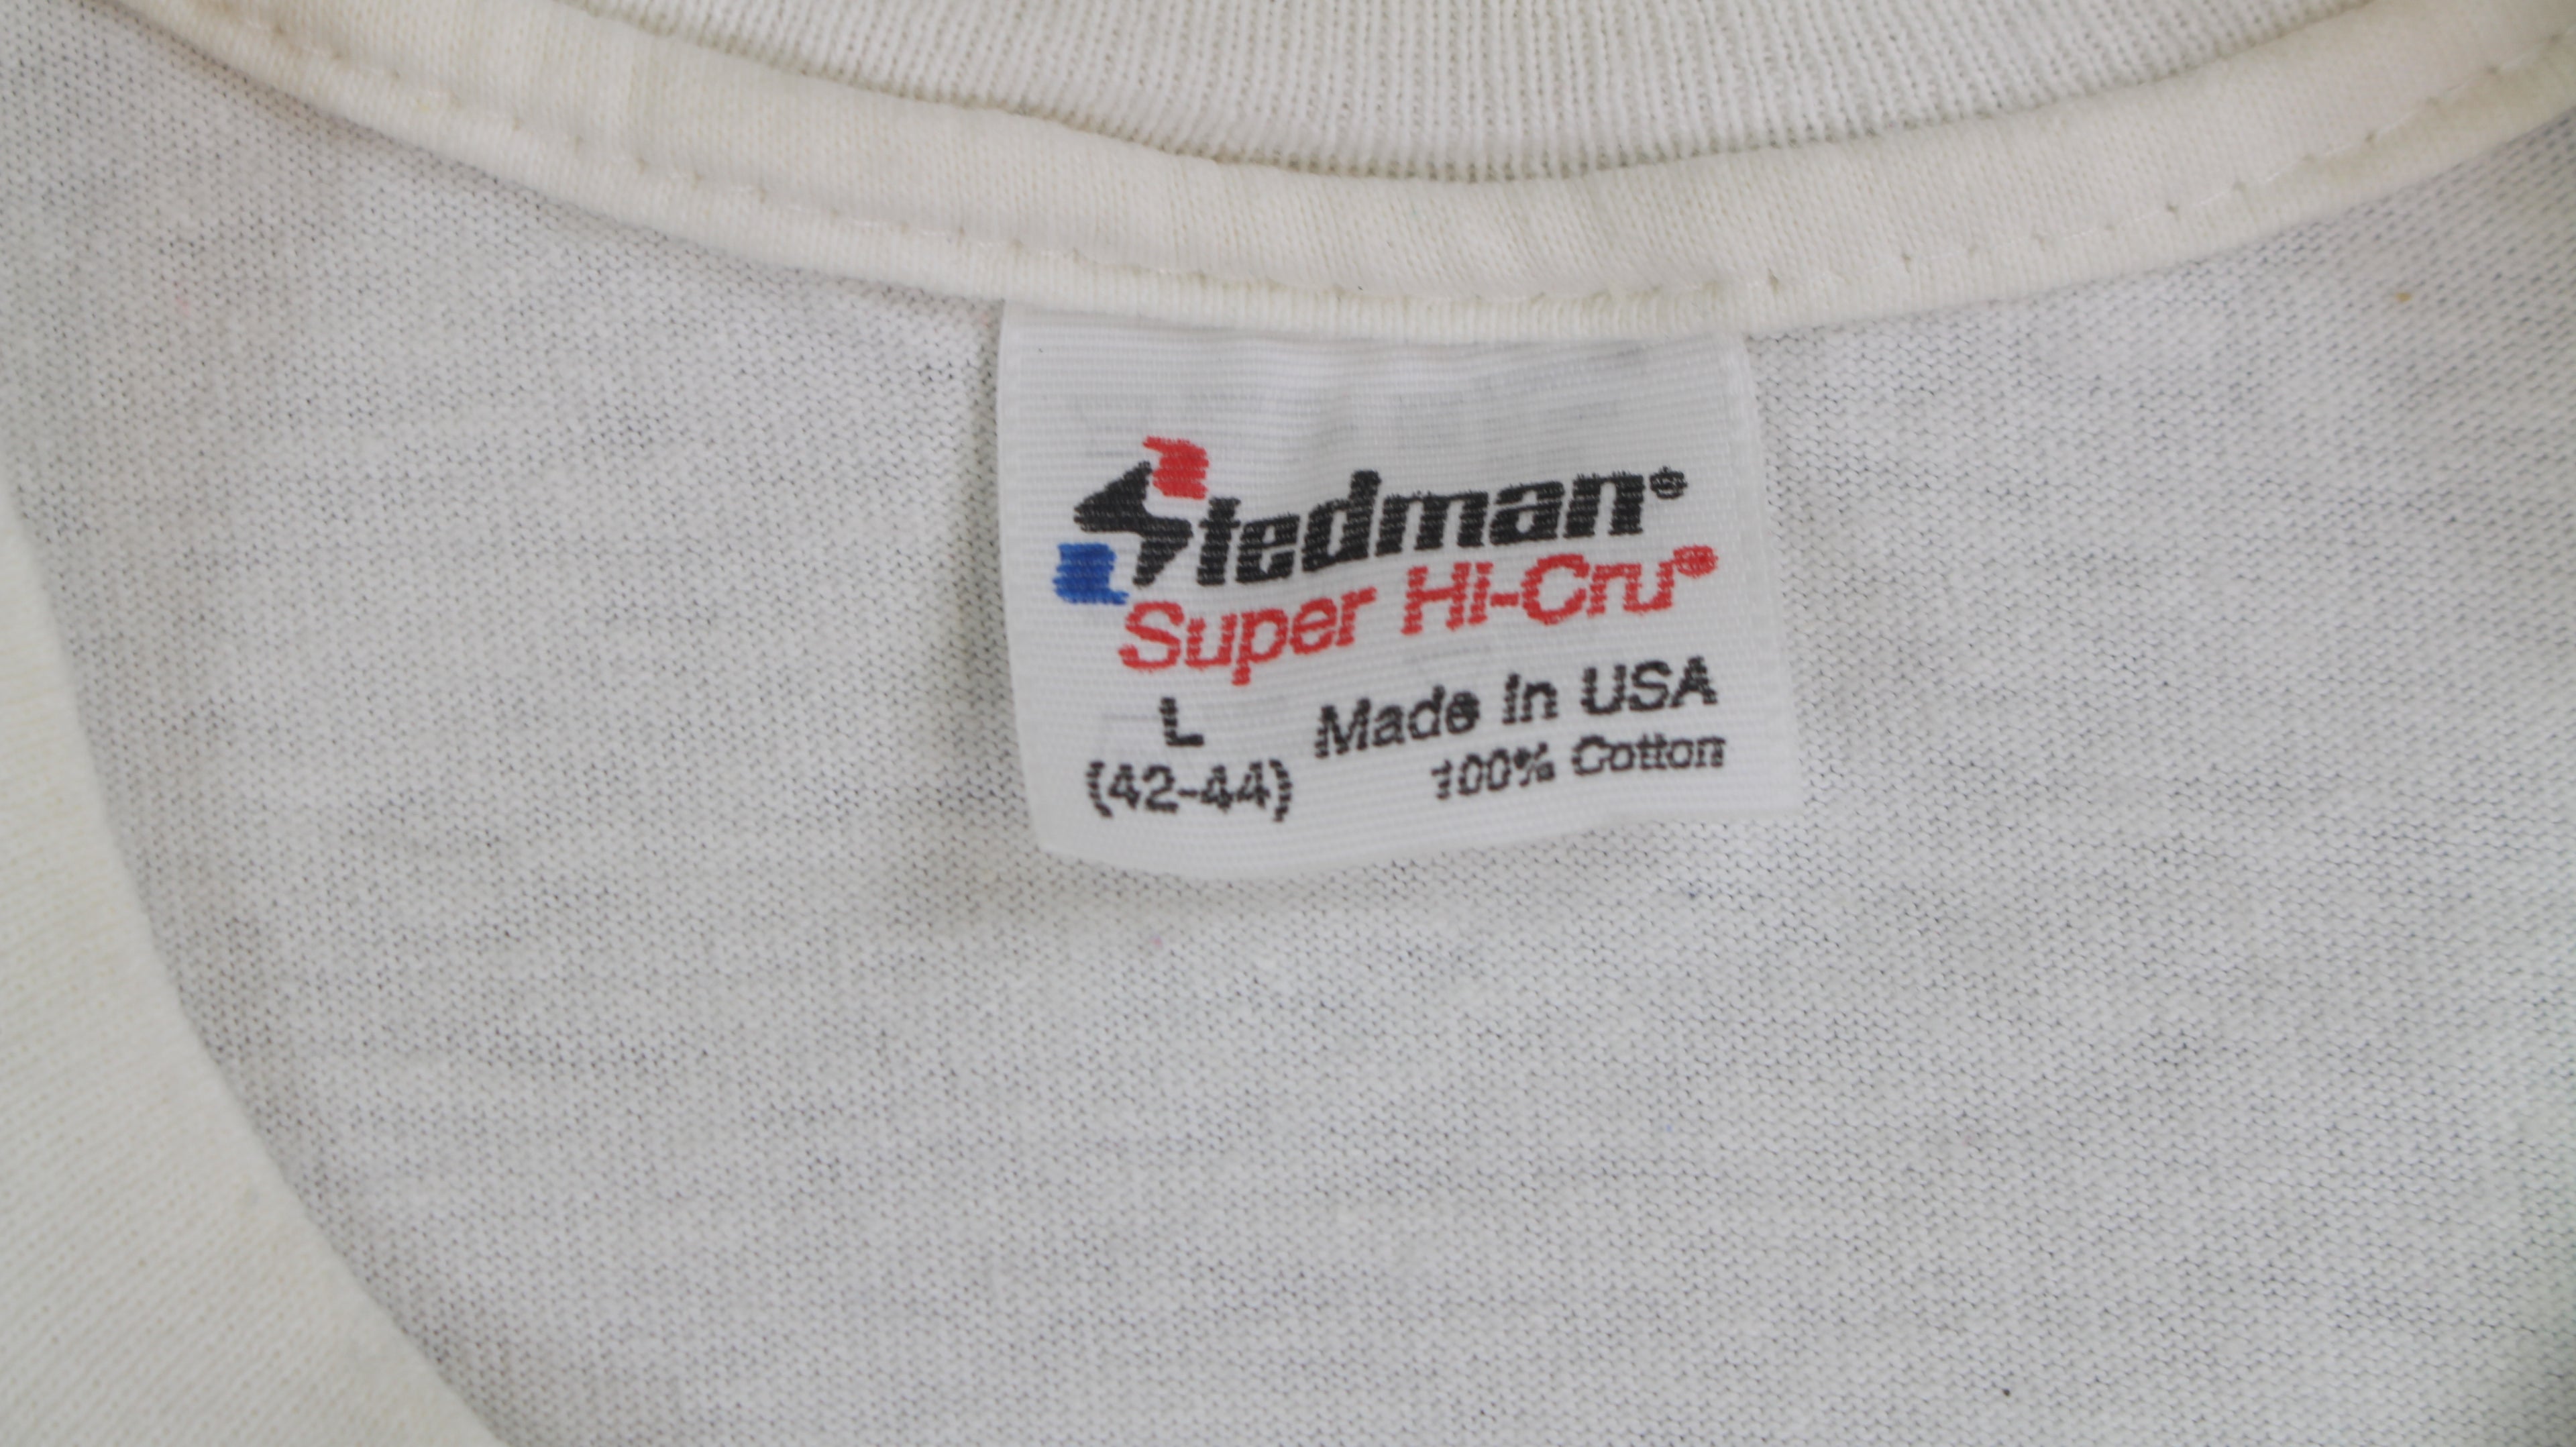 Stedman®
Super Hi-Cru®
L Made in USA
(42-44) 100% Cotton